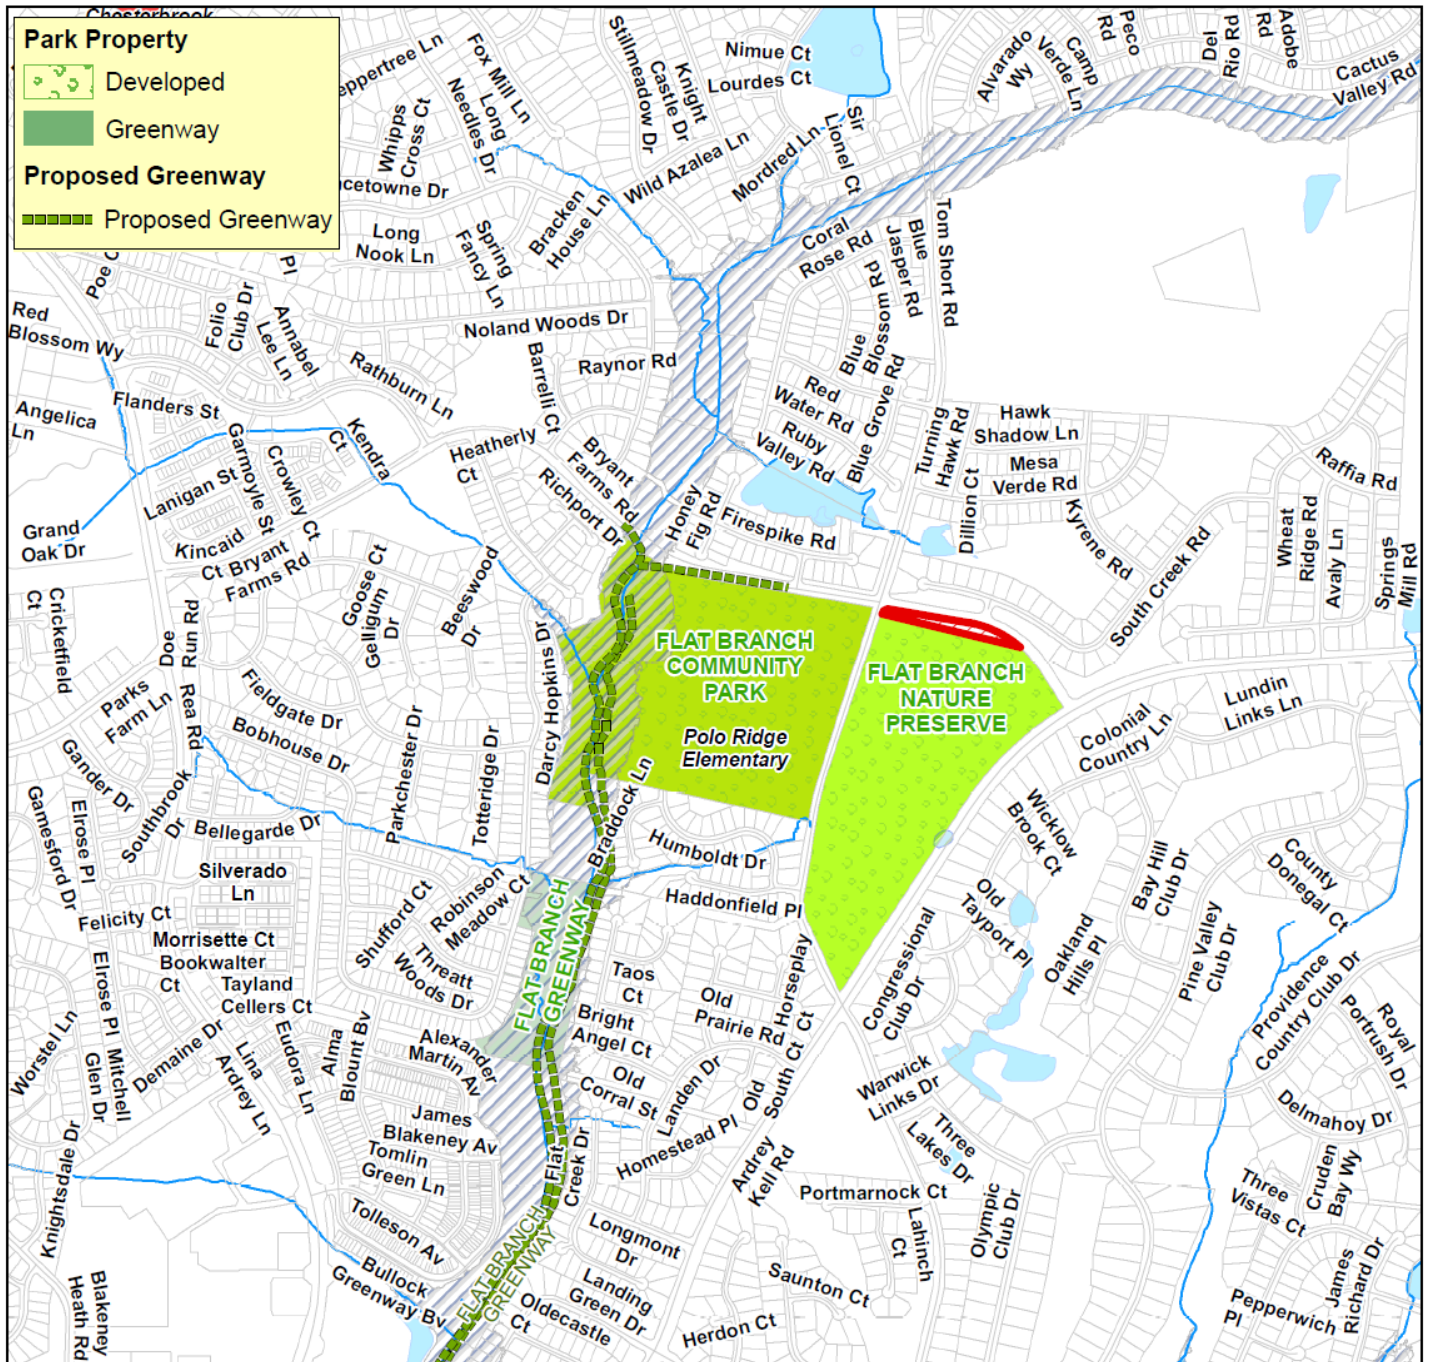 Chesterbrook
Park Property
Developed
Greenway
Proposed Greenway
Proposed Greenway
eppertree Ln
Fox Mill Ln
Long
Needles Dr
Whipps
Cross Ct
ncetowne Dr
Long
Nook Ln
Spring
Fancy Ln
Bracken
House Ln
Stillmeadow Dr
Knight
Castle Dr
Nimue Ct
Lourdes Ct
Wild Azalea Ln
Mordred Ln
Sir
Lionel Ct
Alvarado
Wy
Camp
Verde Ln
Peco
Rd
Del
Rio Rd
Adobe
Rd
Cactus
Valley Rd
Coral
Rose Rd
Blue
Jasper Rd
Tom Short Rd
Blue
Blossom Rd
Blue Grove Rd
Red
Water Rd
Ruby
Valley Rd
Turning
Hawk Rd
Hawk
Shadow Ln
Mesa
Verde Rd
Dillion Ct
Kyrene Rd
South Creek Rd
Raffia Rd
Wheat
Ridge Rd
Avaly Ln
Springs
Mill Rd
Poe C
Pl
Red
Blossom Wy
Folio
Club Dr
Annabel
Lee Ln
Noland Woods Dr
Raynor Rd
Barrelli Ct
Rathburn Ln
Angelica
Ln
Flanders St
Kendra
Ct
Heatherly
Ct
Garmoyle St
Crowley Ct
Lanigan St
Kincaid
Ct
Bryant
Farms Rd
Bryant
Farms Rd
Richport Dr
Honey
Fig Rd
Firespike Rd
Grand
Oak Dr
Cricketfield
Ct
Doe
Run Rd
Goose Ct
Gelligum
Dr
Beeswood
Dr
Darcy Hopkins Dr
FLAT BRANCH
COMMUNITY
PARK
Polo Ridge
Elementary
FLAT BRANCH
NATURE
PRESERVE
Parks
Farm Ln
Rea Rd
Fieldgate Dr
Bobhouse Dr
Parkchester Dr
Totteridge Dr
Gander Dr
Southbrook
Dr
Bellegarde Dr
Gamesford Dr
Elrose Pl
Silverado
Ln
Felicity Ct
Morrisette Ct
Bookwalter
Ct
Tayland
Cellers Ct
Shufford Ct
Robinson
Meadow Ct
Threatt
Woods Dr
Braddock Ln
Humboldt Dr
Haddonfield Pl
FLAT BRANCH
GREENWAY
Taos
Ct
Old
Prairie Rd
Horseplay
Ct
Bright
Angel Ct
Old
Corral St
Landen Dr
Old
South Ct
Homestead Pl
Ardrey
Kell Rd
Colonial
Country Ln
Lundin
Links Ln
Wicklow
Brook Ct
Old
Tayport Pl
Congressional
Club Dr
Oakland
Hills Pl
Bay Hill
Club Dr
Pine Valley
Club Dr
County
Donegal Ct
Providence
Country Club Dr
Royal
Portrush Dr
Delmahoy Dr
Cruden
Bay Wy
Three
Vistas Ct
James
Richard Dr
Pepperwich
Pl
Warwick
Links Dr
Three
Lakes Dr
Portmarnock Ct
Lahinch
Ct
Olympic
Club Dr
Saunton Ct
Herdon Ct
Longmont
Dr
Landing
Green Dr
Oldecastle
Ct
Flat
Creek Dr
FLAT BRANCH
GREENWAY
Worstel Ln
Elrose Pl
Glen Dr
Mitchell
Demaine Dr
Lina
Ardrey Ln
Eudora Ln
Alma
Blount Bv
Alexander
Martin Av
James
Blakeney Av
Tomlin
Green Ln
Tolleson Av
Bullock
Greenway Bv
Knightsdale Dr
Blakeney
Heath Rd